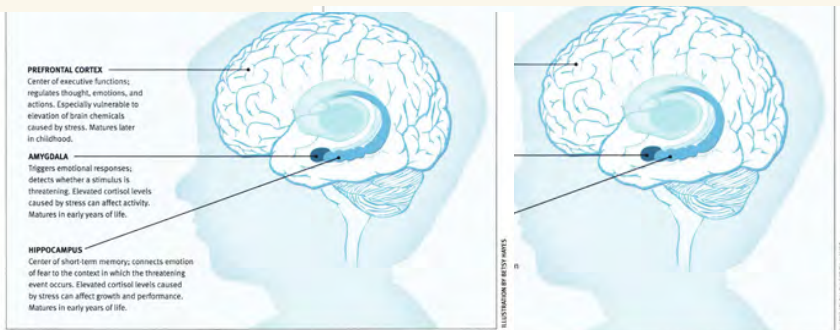 PREFRONTAL CORTEX
Center of executive functions;
regulates thought, emotions, and
actions. Especially vulnerable to
elevation of brain chemicals
caused by stress. Matures later
in childhood.
AMYGDALA
Triggers emotional responses;
detects whether a stimulus is
threatening. Elevated cortisol levels
caused by stress can affect activity.
Matures in early years of life.
HIPPOCAMPUS
Center of short-term memory; connects emotion
of fear to the context in which the threatening
event occurs. Elevated cortisol levels caused
by stress can affect growth and performance.
Matures in early years of life.
ILLUSTRATION BY BETSY HAYES
n